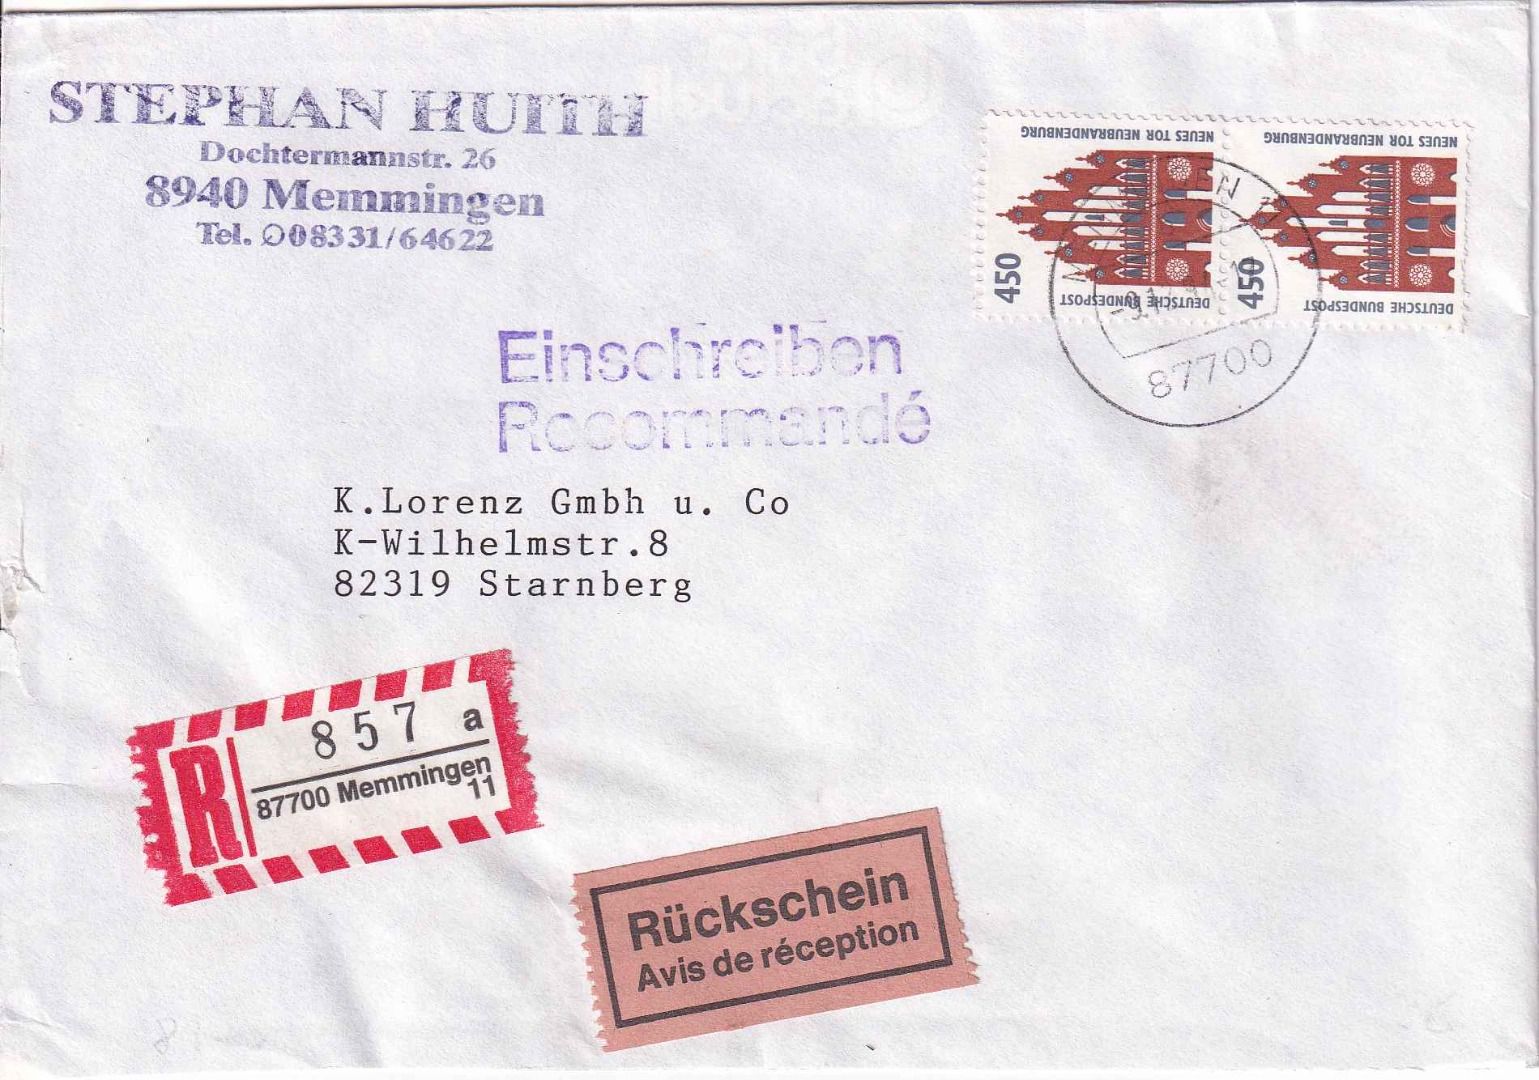 STEPHAN HUITH
Dochtermannstr. 26
8940 Memmingen
Tel. 08331/64622
NEUES TOR NEUBRANDENBURG
450
DEUTSCHE BUNDESPOST
NEUES TOR NEUBRANDENBURG
450
DEUTSCHE BUNDESPOST
87700
Einschreiben
Recommandé
K.Lorenz Gmbh u. Co
K-Wilhelmstr.8
82319 Starnberg
R
857 a
87700 Memmingen
11
Rückschein
Avis de réception